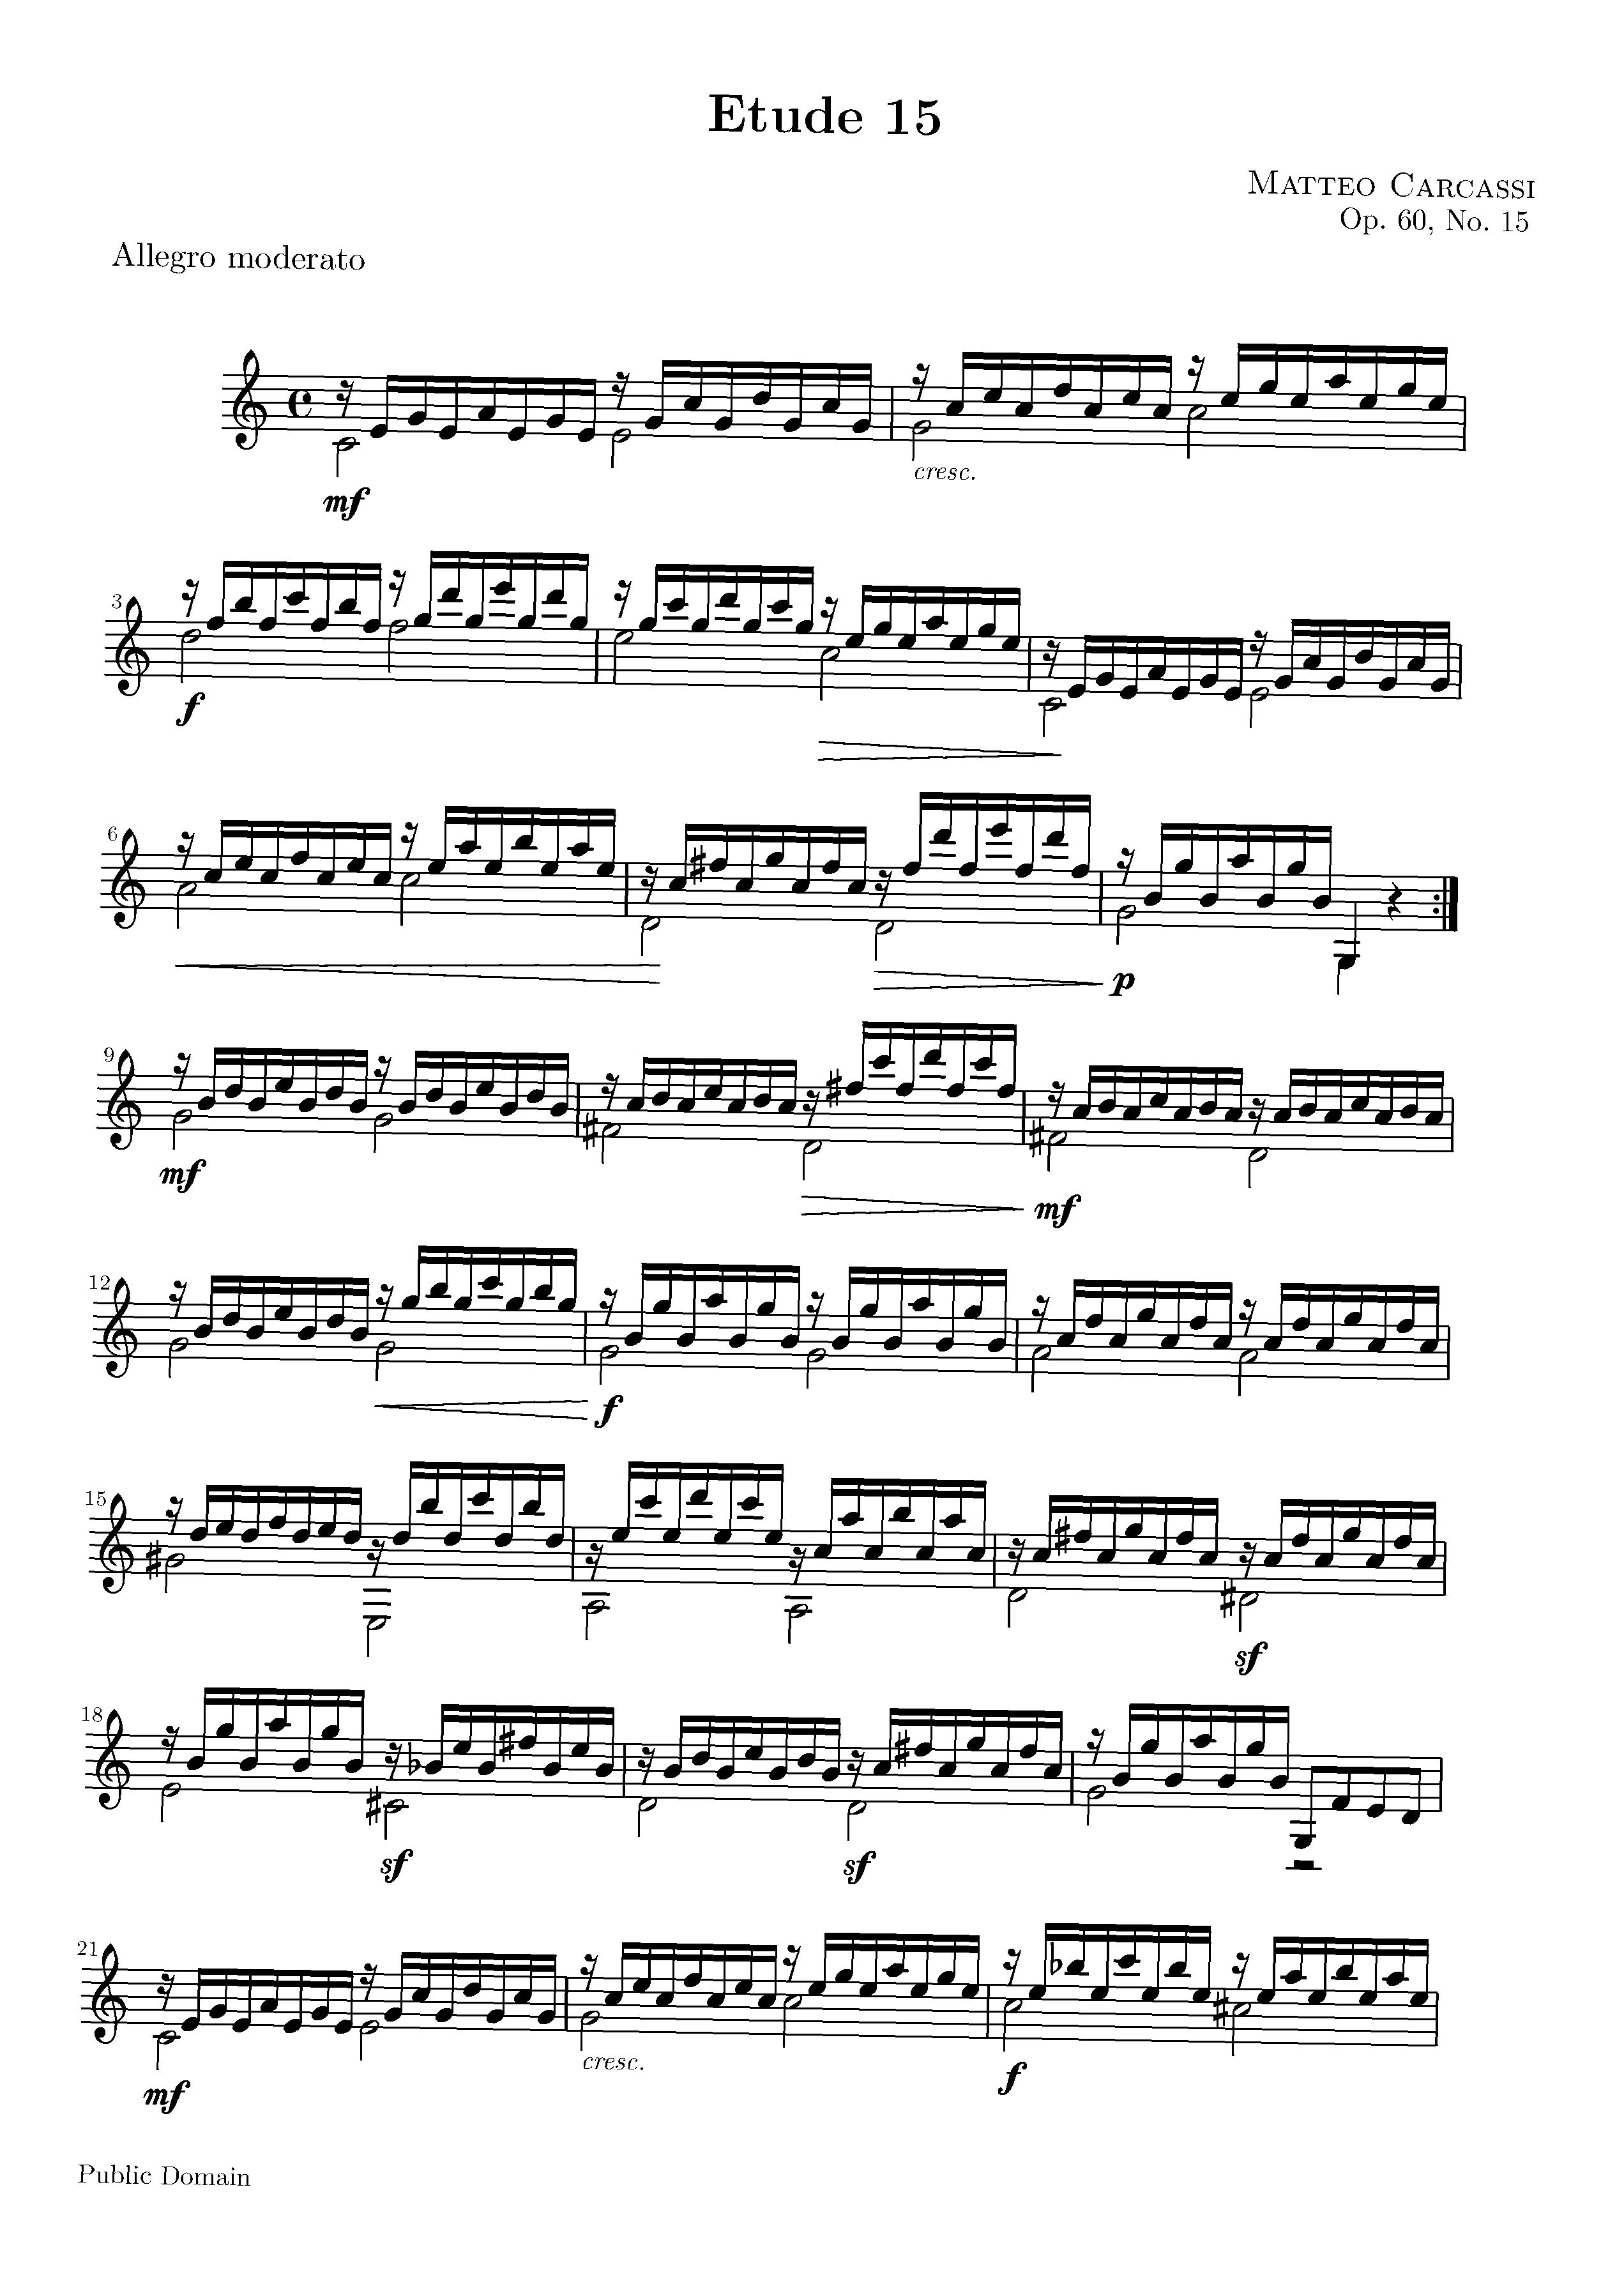 Etude 15
Matteo Carcassi
Op. 60, No. 15
Allegro moderato
mf
cresc.
3
f
6
p
9
mf
mf
12
f
15
sf
18
sf
sf
21
mf
cresc.
f
Public Domain